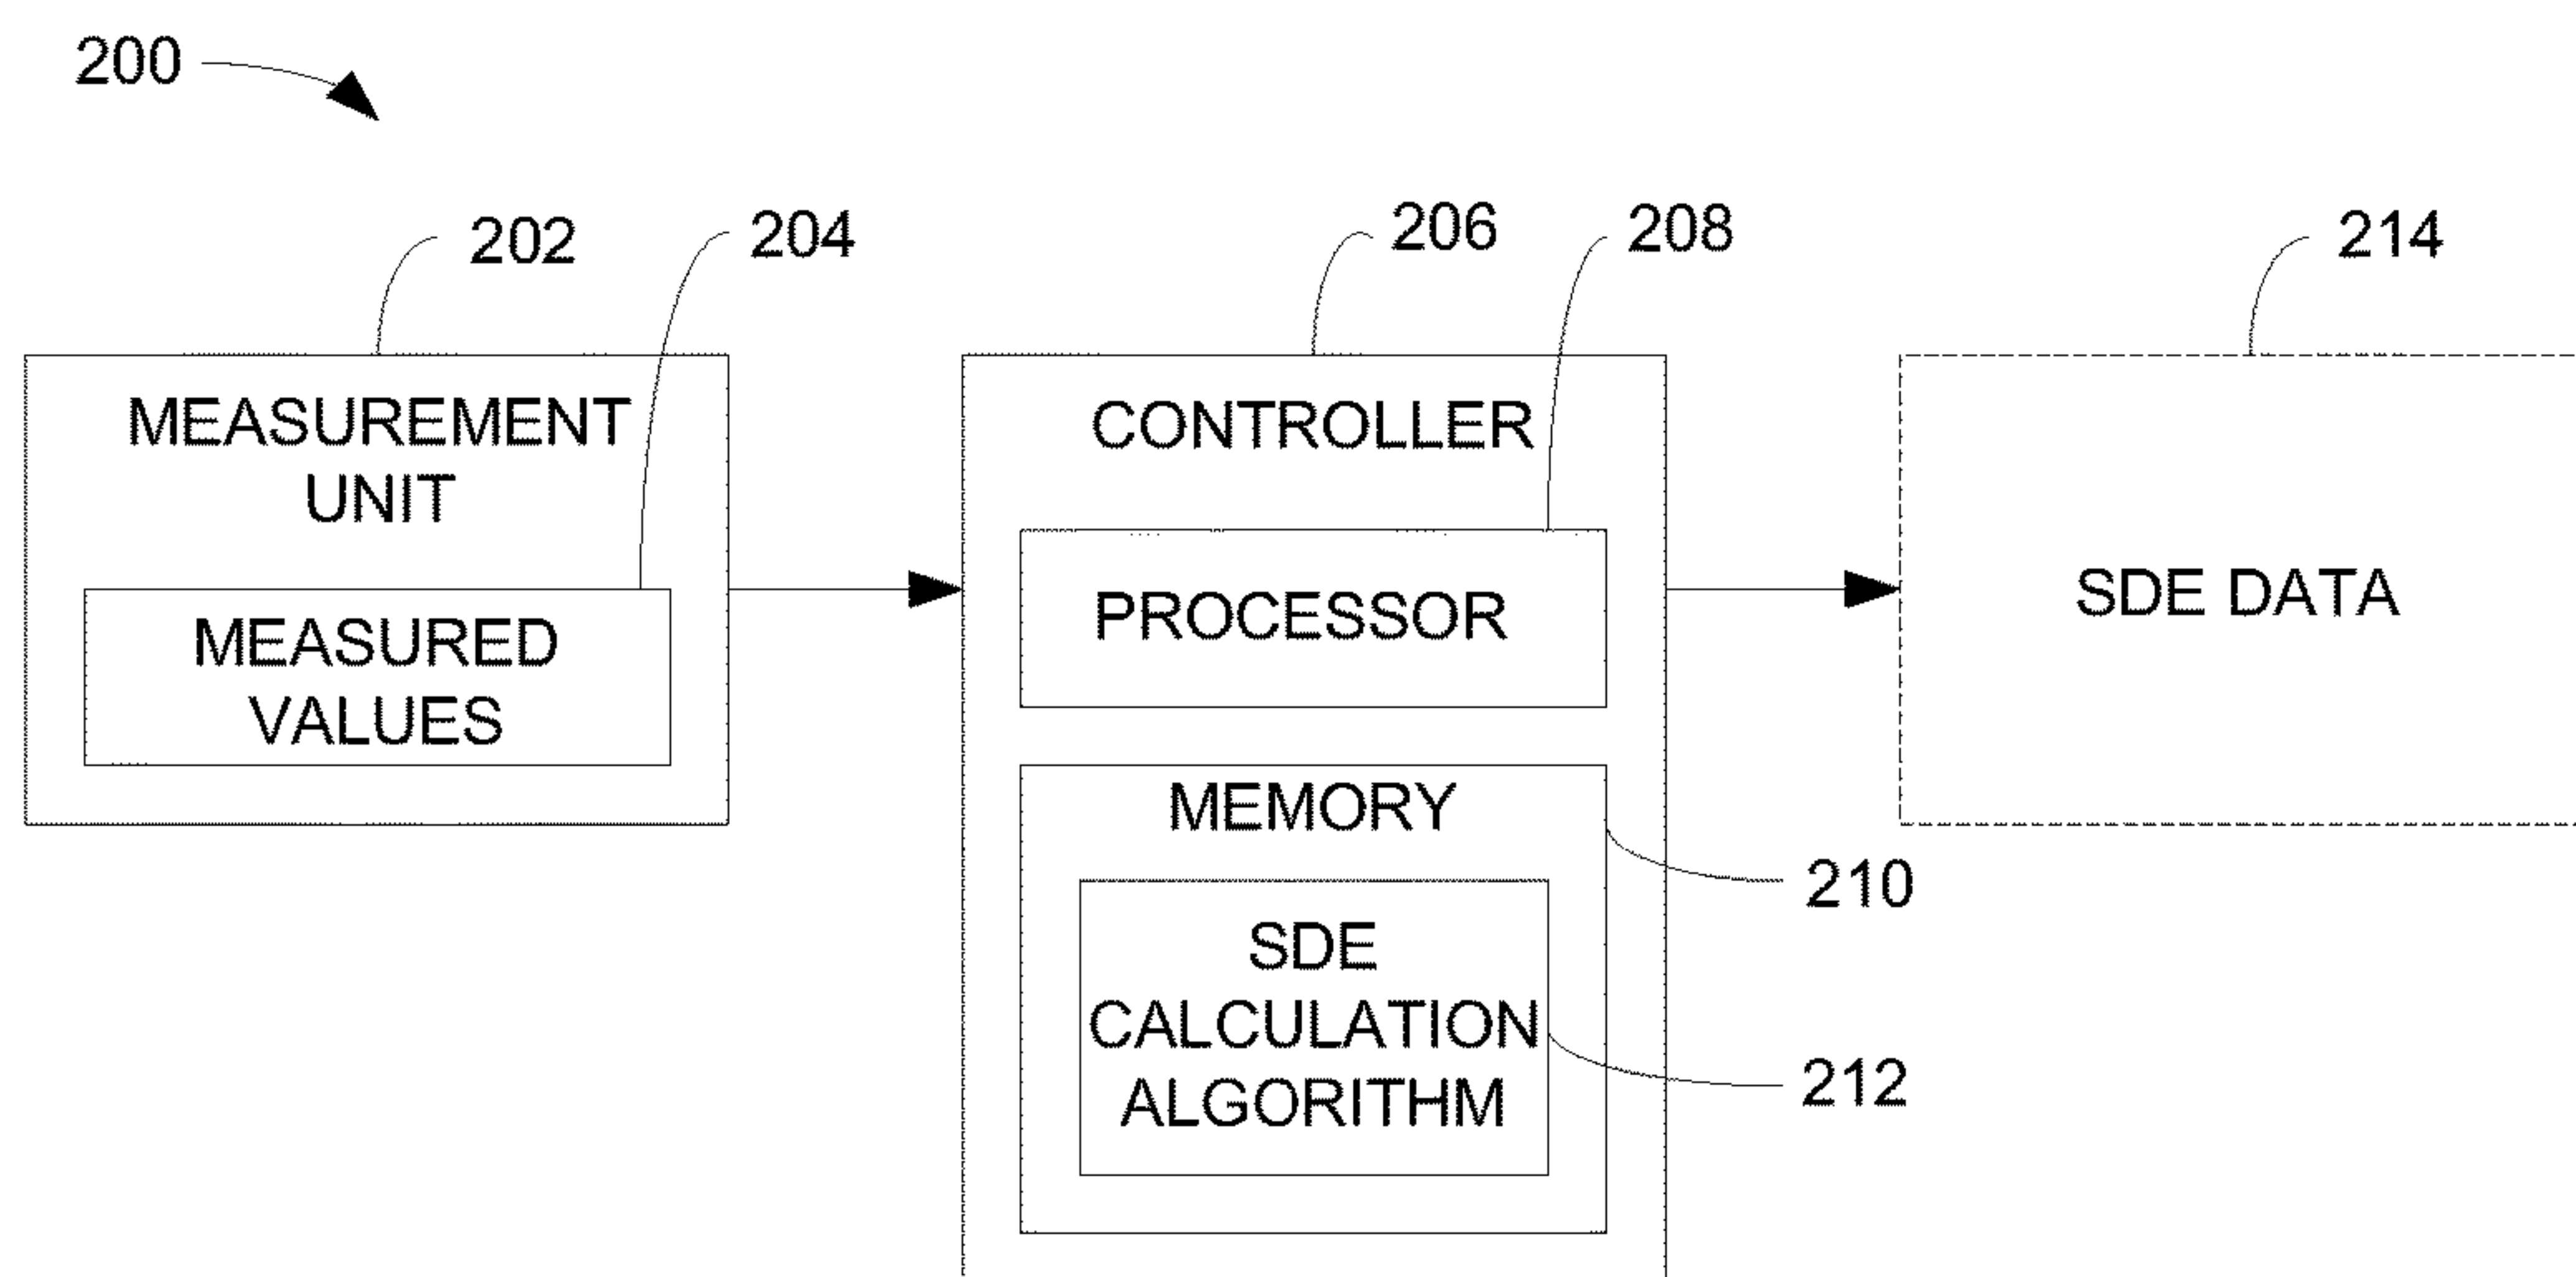 200
202
204
206
208
214
MEASUREMENT
UNIT
MEASURED
VALUES
CONTROLLER
PROCESSOR
MEMORY
SDE
CALCULATION
ALGORITHM
210
212
SDE DATA